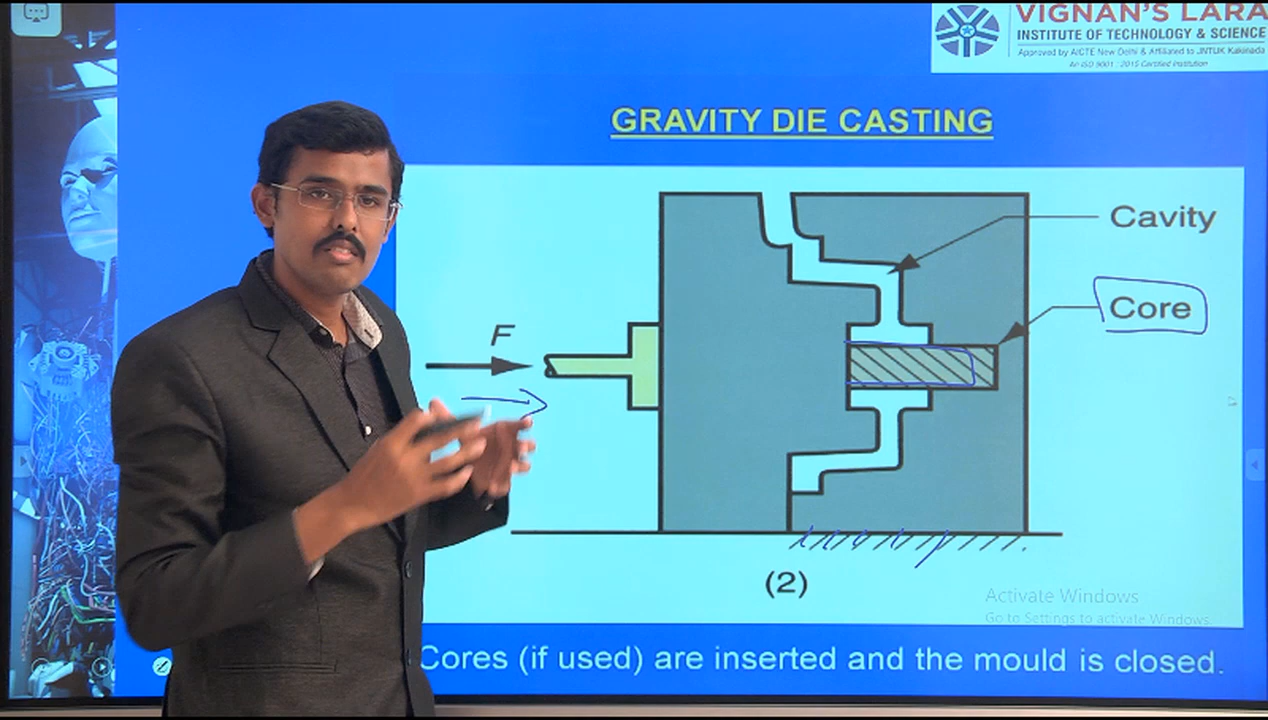 VIGNAN'S LARA
INSTITUTE OF TECHNOLOGY & SCIENCE
Approved by AICTE New Delhi & Affiliated to JNTUK Kakinada
An ISO 9001 : 2015 Certified Institution
GRAVITY DIE CASTING
Cavity
Core
F
(2)
Activate Windows
Go to Settings to activate Windows.
Cores (if used) are inserted and the mould is closed.